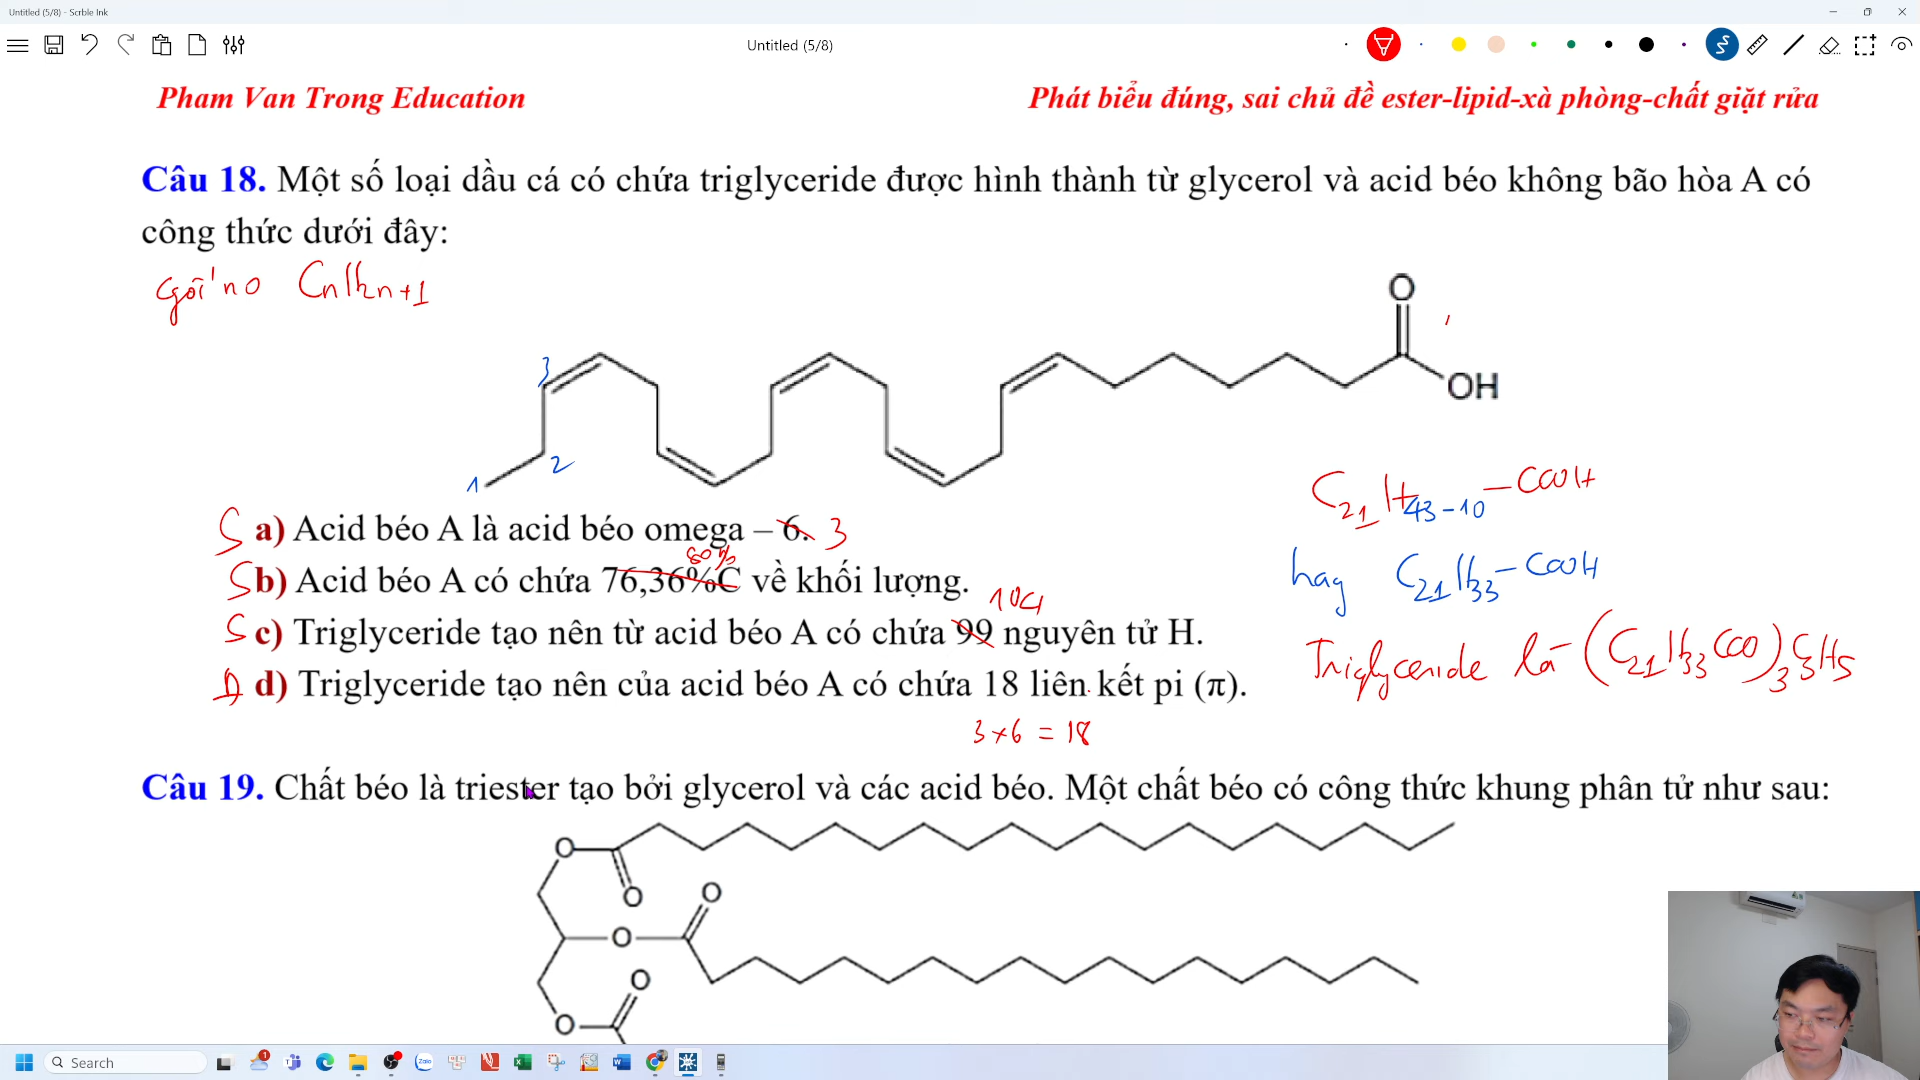 Untitled (5/8) - Scrble Ink
Untitled (5/8)
Pham Van Trong Education
Phát biểu đúng, sai chủ đề ester-lipid-xà phòng-chất giặt rửa
Câu 18. Một số loại dầu cá có chứa triglyceride được hình thành từ glycerol và acid béo không bão hòa A có
công thức dưới đây:
gốc no CnH2n+1
O
OH
3
1 2
C21H43-10-COOH
S a) Acid béo A là acid béo omega – 6. 3
80%
S b) Acid béo A có chứa 76,36%C về khối lượng.
hay C21H33-COOH
104
S c) Triglyceride tạo nên từ acid béo A có chứa 99 nguyên tử H.
Triglyceride là (C21H33COO)3C3H5
Đ d) Triglyceride tạo nên của acid béo A có chứa 18 liên kết pi (π).
3 x 6 = 18
Câu 19. Chất béo là triester tạo bởi glycerol và các acid béo. Một chất béo có công thức khung phân tử như sau:
O
O
O
O
O
O
Search
1
Zalo